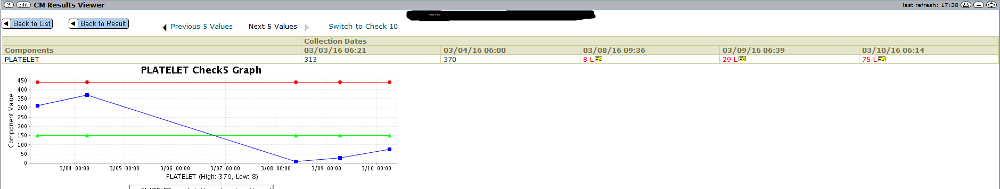 ? edit CM Results Viewer last refresh: 17:38
Back to List Back to Result Previous 5 Values Next 5 Values Switch to Check 10
Collection Dates
Components 03/03/16 06:21 03/04/16 06:00 03/08/16 09:36 03/09/16 06:39 03/10/16 06:14
PLATELET 313 370 8 L 29 L 75 L
PLATELET Check5 Graph
Component Value
450
400
350
300
250
200
150
100
50
0
3/04 00:00 3/05 00:00 3/06 00:00 3/07 00:00 3/08 00:00 3/09 00:00 3/10 00:00
PLATELET (High: 370, Low: 8)